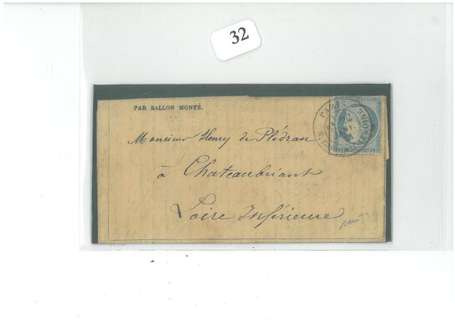 32
PAR BALLON MONTÉ.
Monsieur Henry de Plédran
à Chateaubriant
Loire Inférieure